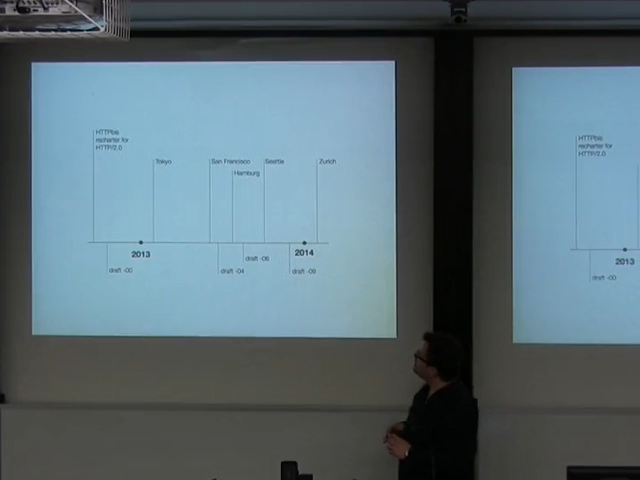 HTTPbis
recharter for
HTTP/2.0
Tokyo
San Francisco
Hamburg
Seattle
Zurich
2013
2014
draft -00
draft -04
draft -06
draft -09
HTTPbis
recharter for
HTTP/2.0
2013
draft -00